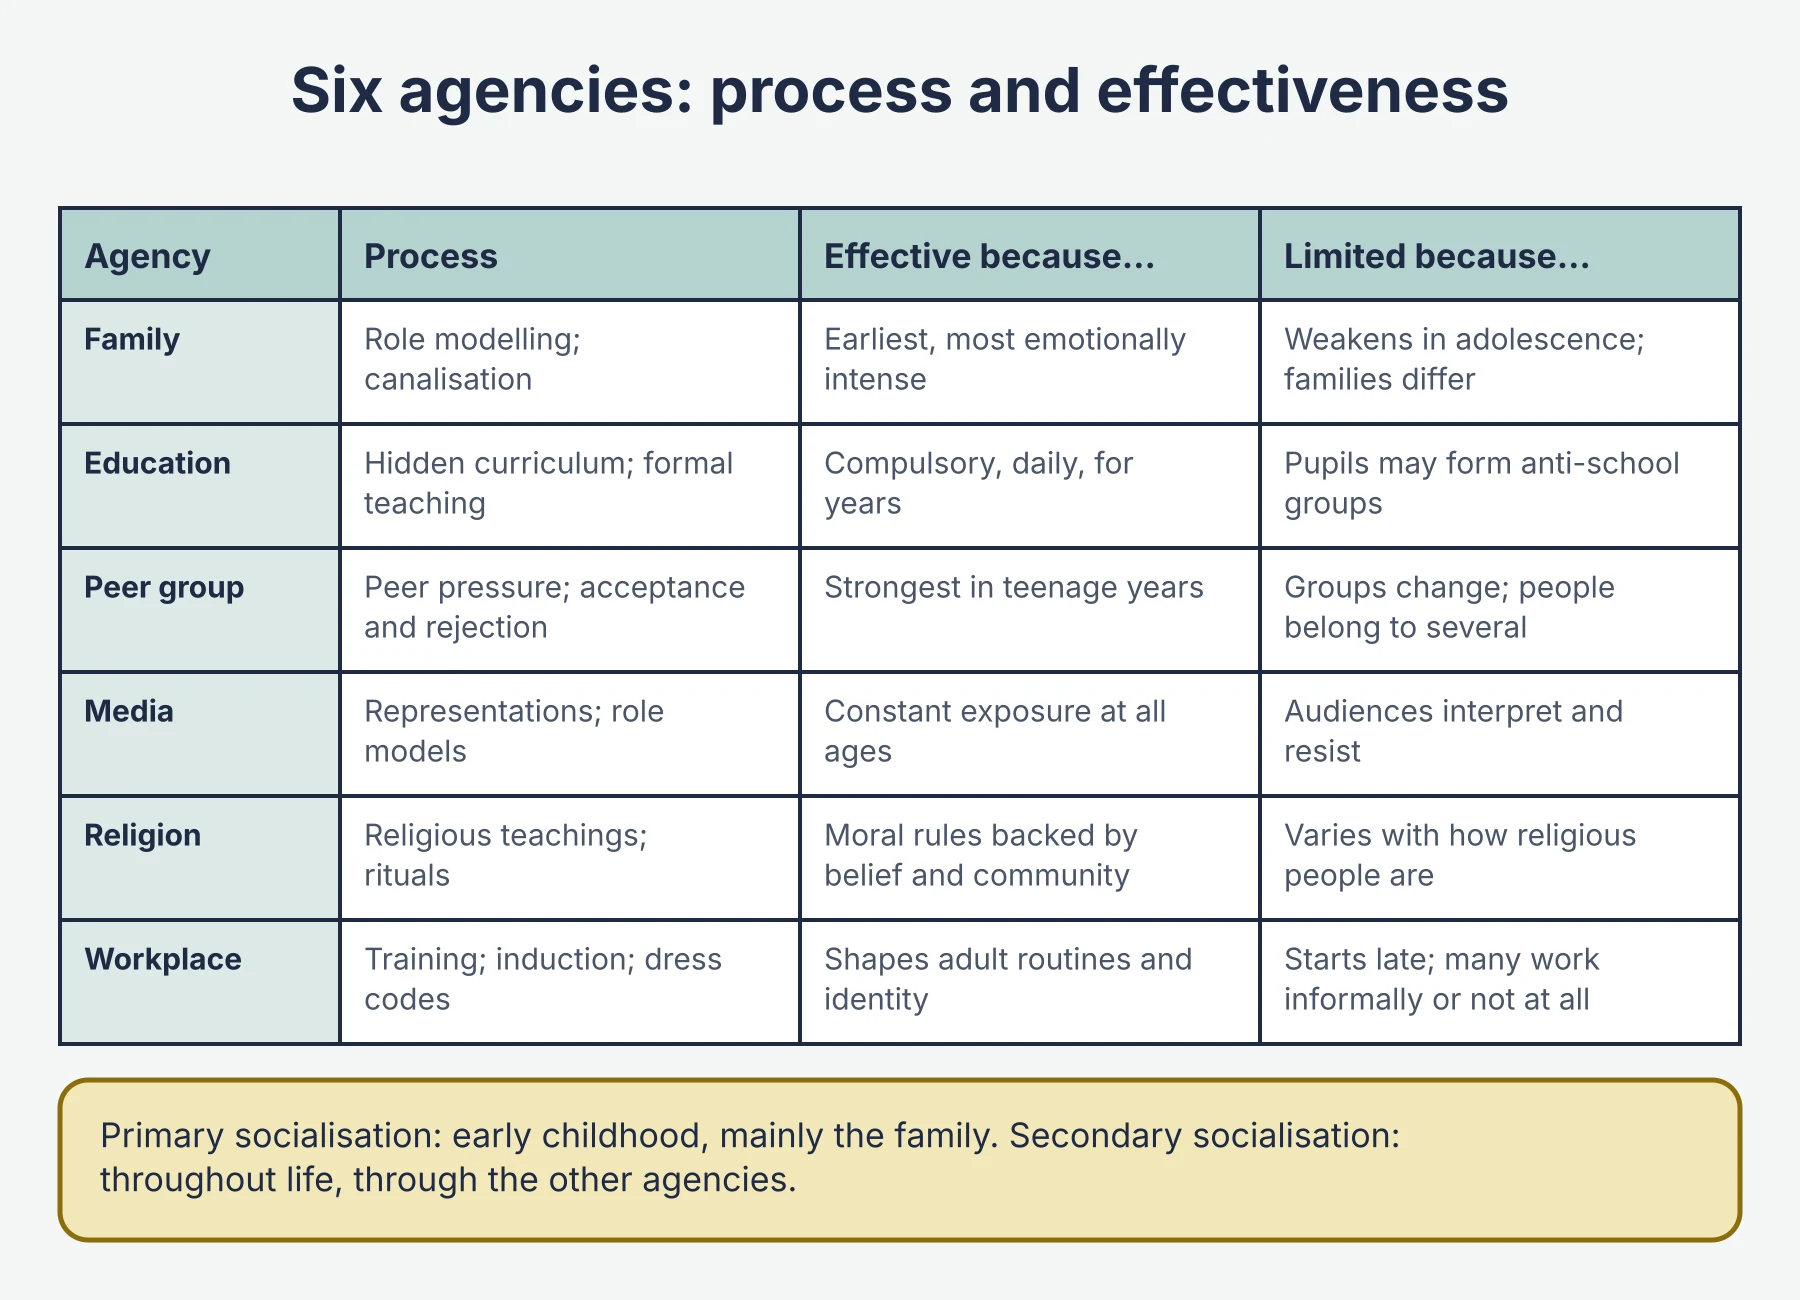 Six agencies: process and effectiveness
Agency
Process
Effective because...
Limited because...
Family
Role modelling;
canalisation
Earliest, most emotionally
intense
Weakens in adolescence;
families differ
Education
Hidden curriculum; formal
teaching
Compulsory, daily, for
years
Pupils may form anti-school
groups
Peer group
Peer pressure; acceptance
and rejection
Strongest in teenage years
Groups change; people
belong to several
Media
Representations; role
models
Constant exposure at all
ages
Audiences interpret and
resist
Religion
Religious teachings;
rituals
Moral rules backed by
belief and community
Varies with how religious
people are
Workplace
Training; induction; dress
codes
Shapes adult routines and
identity
Starts late; many work
informally or not at all
Primary socialisation: early childhood, mainly the family. Secondary socialisation:
throughout life, through the other agencies.